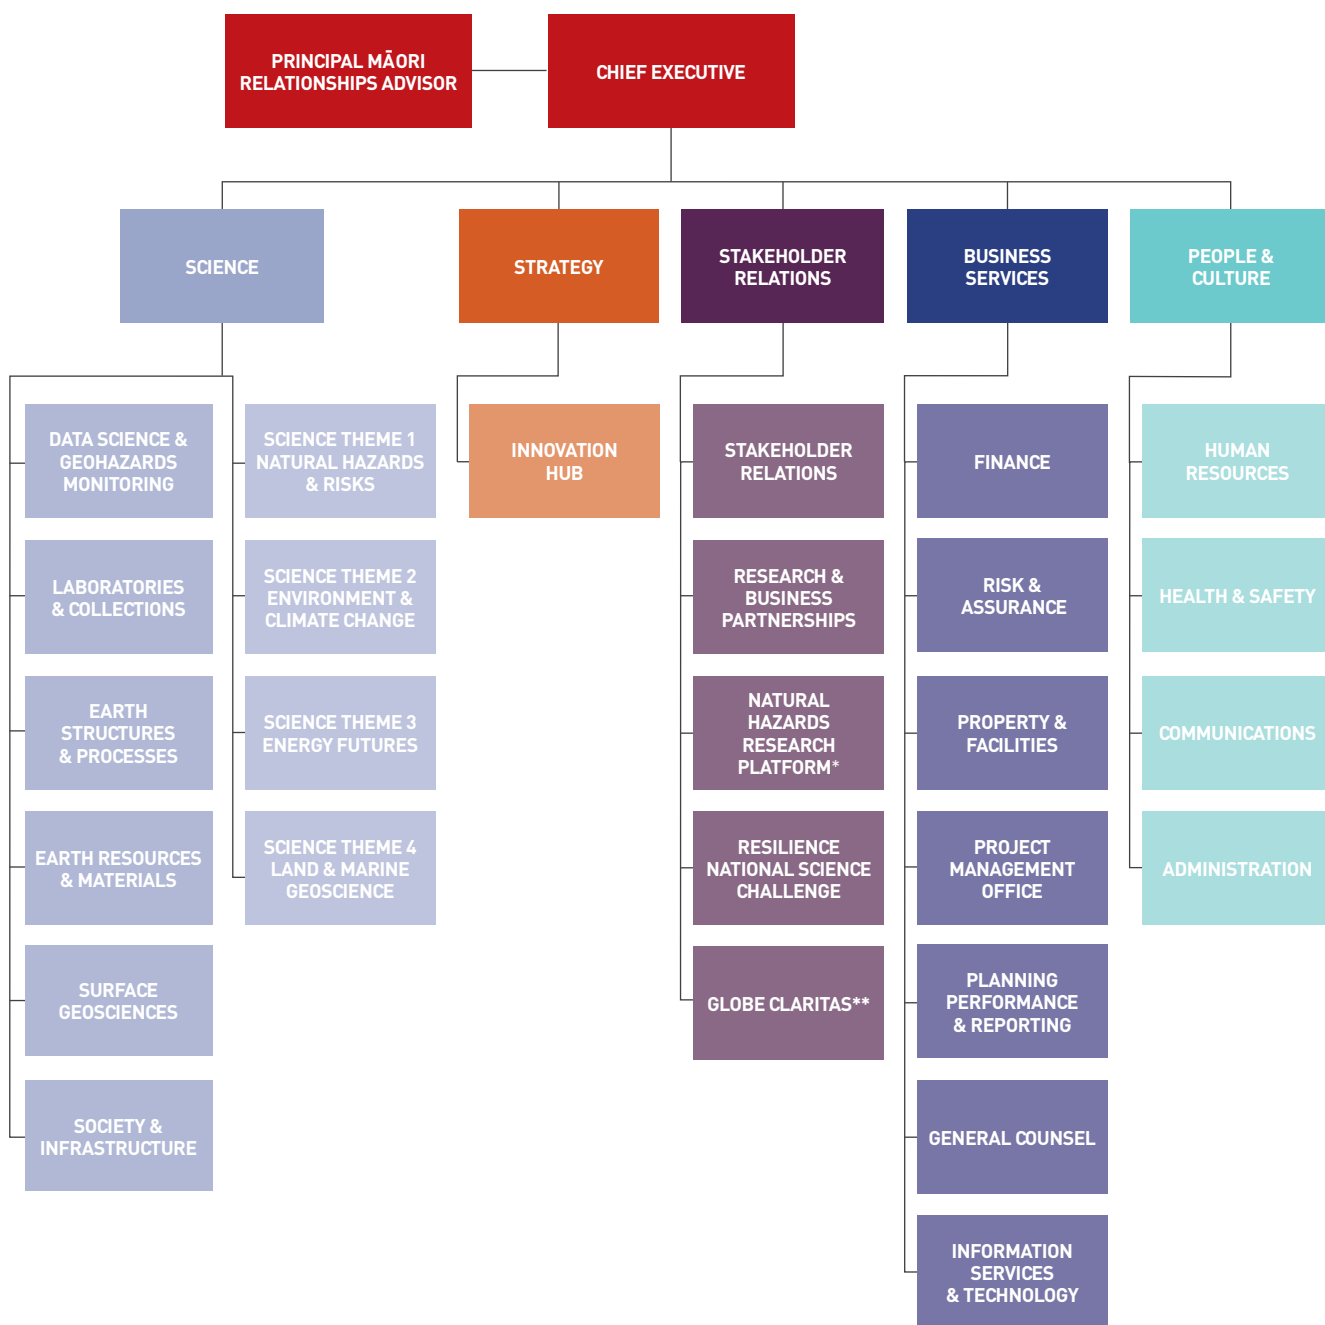 PRINCIPAL MĀORI
RELATIONSHIPS ADVISOR
CHIEF EXECUTIVE
SCIENCE
STRATEGY
STAKEHOLDER
RELATIONS
BUSINESS
SERVICES
PEOPLE &
CULTURE
DATA SCIENCE &
GEOHAZARDS
MONITORING
LABORATORIES
& COLLECTIONS
EARTH
STRUCTURES
& PROCESSES
EARTH RESOURCES
& MATERIALS
SURFACE
GEOSCIENCES
SOCIETY &
INFRASTRUCTURE
SCIENCE THEME 1
NATURAL HAZARDS
& RISKS
SCIENCE THEME 2
ENVIRONMENT &
CLIMATE CHANGE
SCIENCE THEME 3
ENERGY FUTURES
SCIENCE THEME 4
LAND & MARINE
GEOSCIENCE
INNOVATION
HUB
STAKEHOLDER
RELATIONS
RESEARCH &
BUSINESS
PARTNERSHIPS
NATURAL
HAZARDS
RESEARCH
PLATFORM*
RESILIENCE
NATIONAL SCIENCE
CHALLENGE
GLOBE CLARITAS**
FINANCE
RISK &
ASSURANCE
PROPERTY &
FACILITIES
PROJECT
MANAGEMENT
OFFICE
PLANNING
PERFORMANCE
& REPORTING
GENERAL COUNSEL
INFORMATION
SERVICES
& TECHNOLOGY
HUMAN
RESOURCES
HEALTH & SAFETY
COMMUNICATIONS
ADMINISTRATION